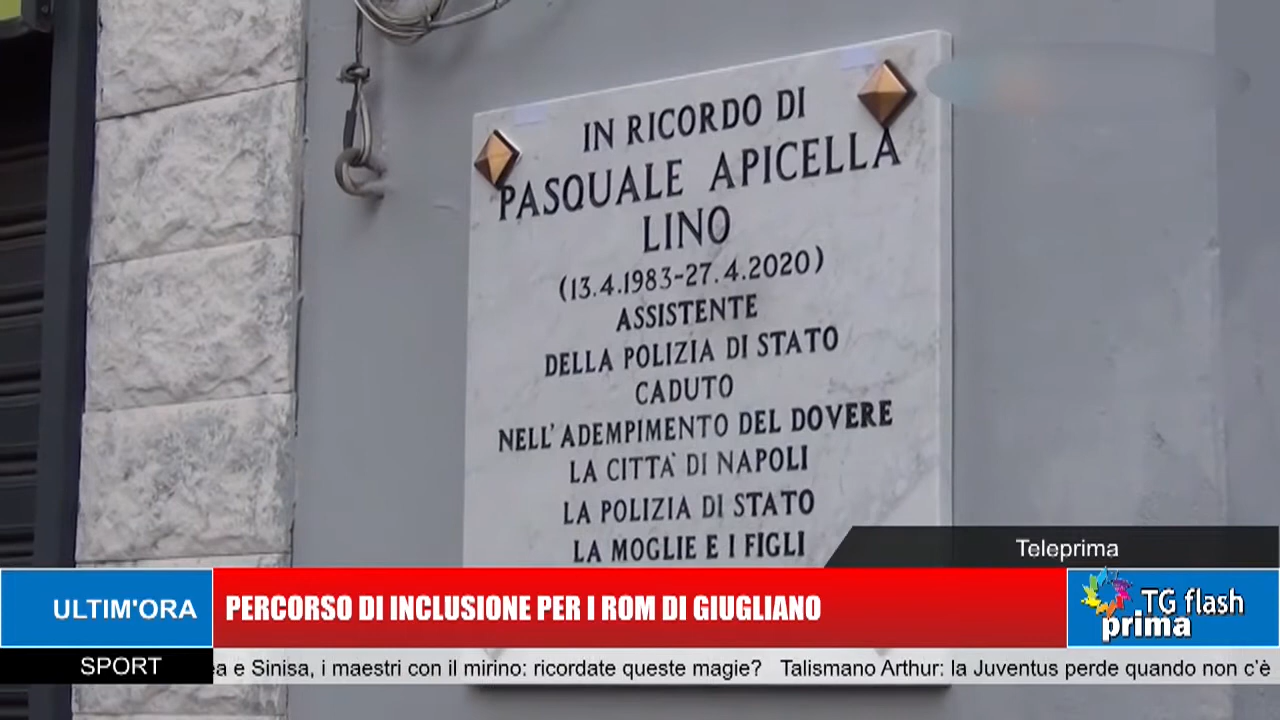 IN RICORDO DI
PASQUALE APICELLA
LINO
(13.4.1983-27.4.2020)
ASSISTENTE
DELLA POLIZIA DI STATO
CADUTO
NELL'ADEMPIMENTO DEL DOVERE
LA CITTÀ DI NAPOLI
LA POLIZIA DI STATO
LA MOGLIE E I FIGLI
Teleprima
ULTIM'ORA PERCORSO DI INCLUSIONE PER I ROM DI GIUGLIANO
TG flash
prima
SPORT e Sinisa, i maestri con il mirino: ricordate queste magie? Talismano Arthur: la Juventus perde quando non c'è